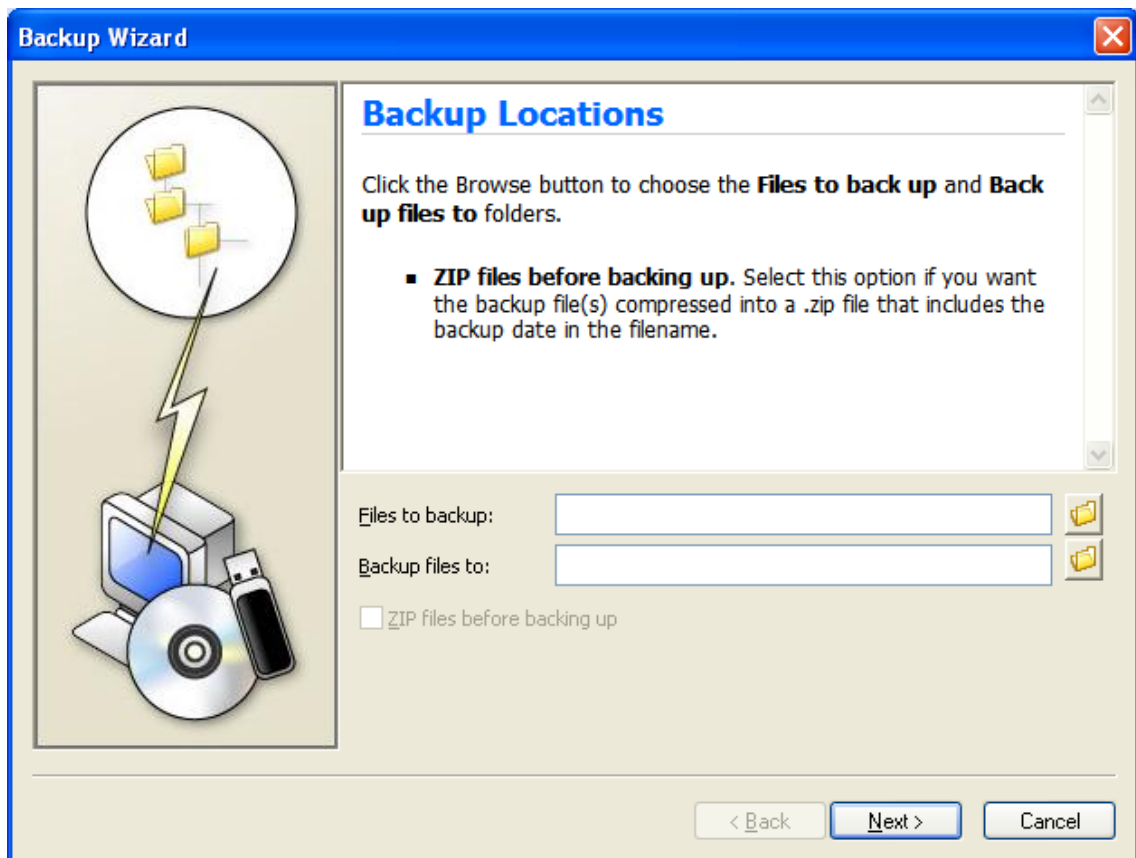 Backup Wizard
Backup Locations
Click the Browse button to choose the Files to back up and Back
up files to folders.
▪ ZIP files before backing up. Select this option if you want
the backup file(s) compressed into a .zip file that includes the
backup date in the filename.
Files to backup:
Backup files to:
ZIP files before backing up
< Back Next > Cancel